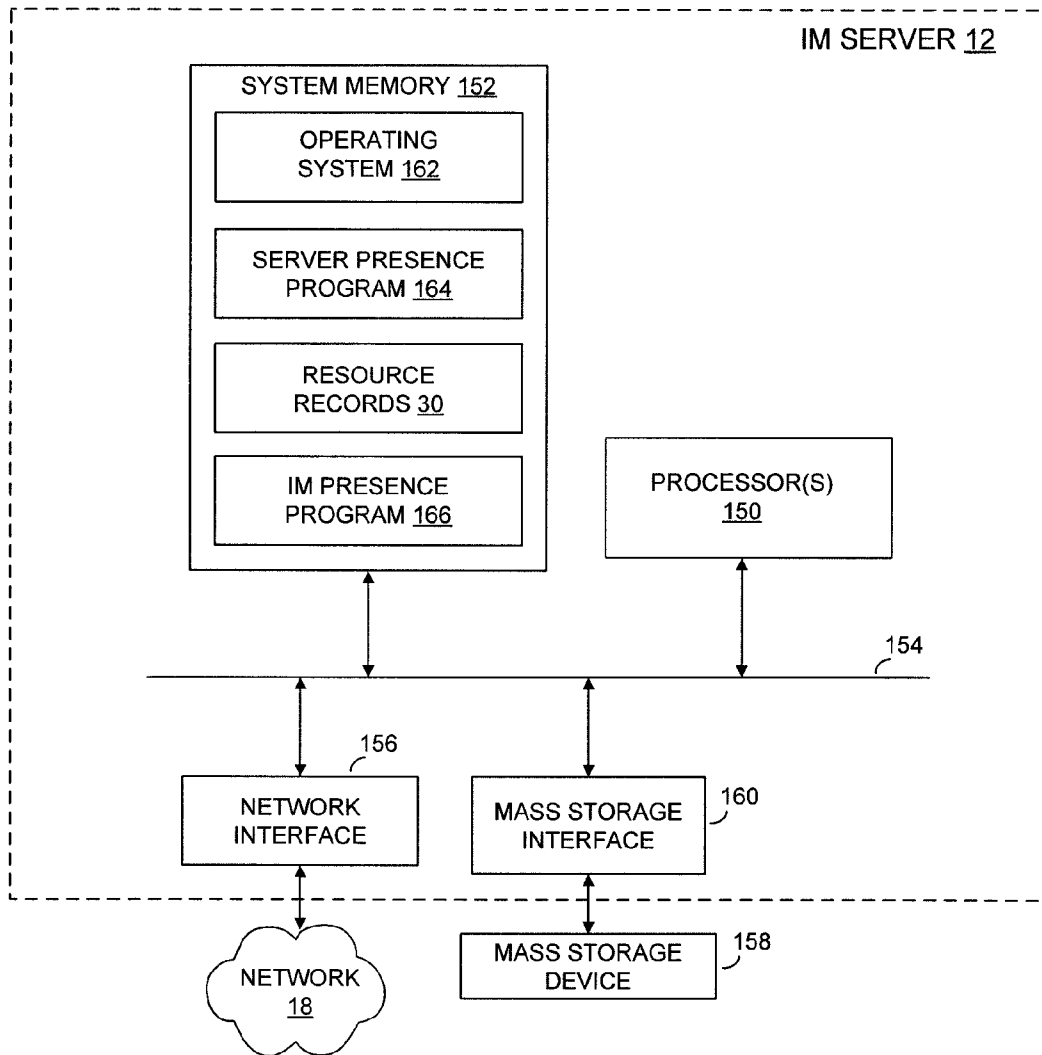 IM SERVER 12
SYSTEM MEMORY 152
OPERATING
SYSTEM 162
SERVER PRESENCE
PROGRAM 164
RESOURCE
RECORDS 30
IM PRESENCE
PROGRAM 166
PROCESSOR(S)
150
154
156
NETWORK
INTERFACE
160
MASS STORAGE
INTERFACE
NETWORK
18
158
MASS STORAGE
DEVICE